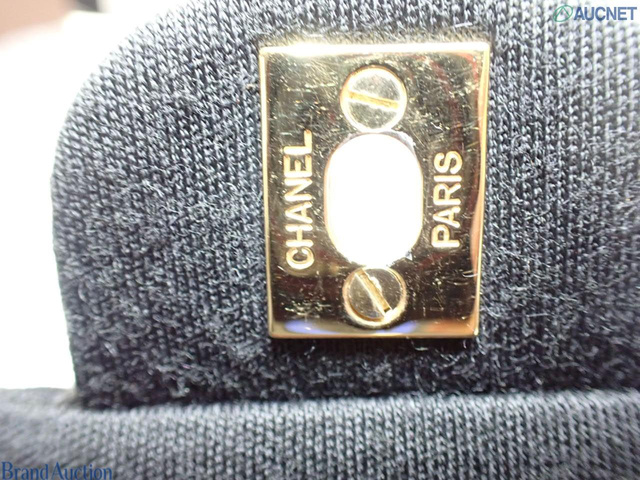 AUCNET
CHANEL
PARIS
Brand Auction